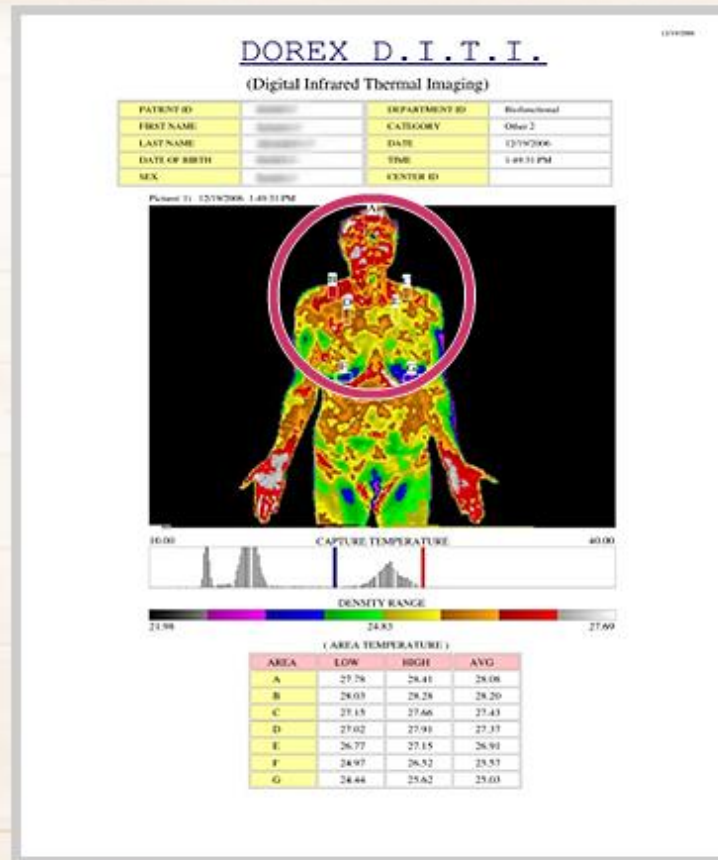 12/19/2006
DOREX D.I.T.I.
(Digital Infrared Thermal Imaging)
PATIENT ID DEPARTMENT ID Biofunctional
FIRST NAME CATEGORY Other 2
LAST NAME DATE 12/19/2006
DATE OF BIRTH TIME 1:49:31 PM
SEX CENTER ID
Picture( 1) 12/19/2006 1:49:31 PM
A
10.00 CAPTURE TEMPERATURE 40.00
DENSITY RANGE
21.98 24.83 27.69
( AREA TEMPERATURE )
AREA LOW HIGH AVG
A 27.78 28.41 28.08
B 28.03 28.28 28.20
C 27.15 27.66 27.43
D 27.02 27.91 27.37
E 26.77 27.15 26.91
F 24.97 26.52 25.57
G 24.44 25.62 25.03